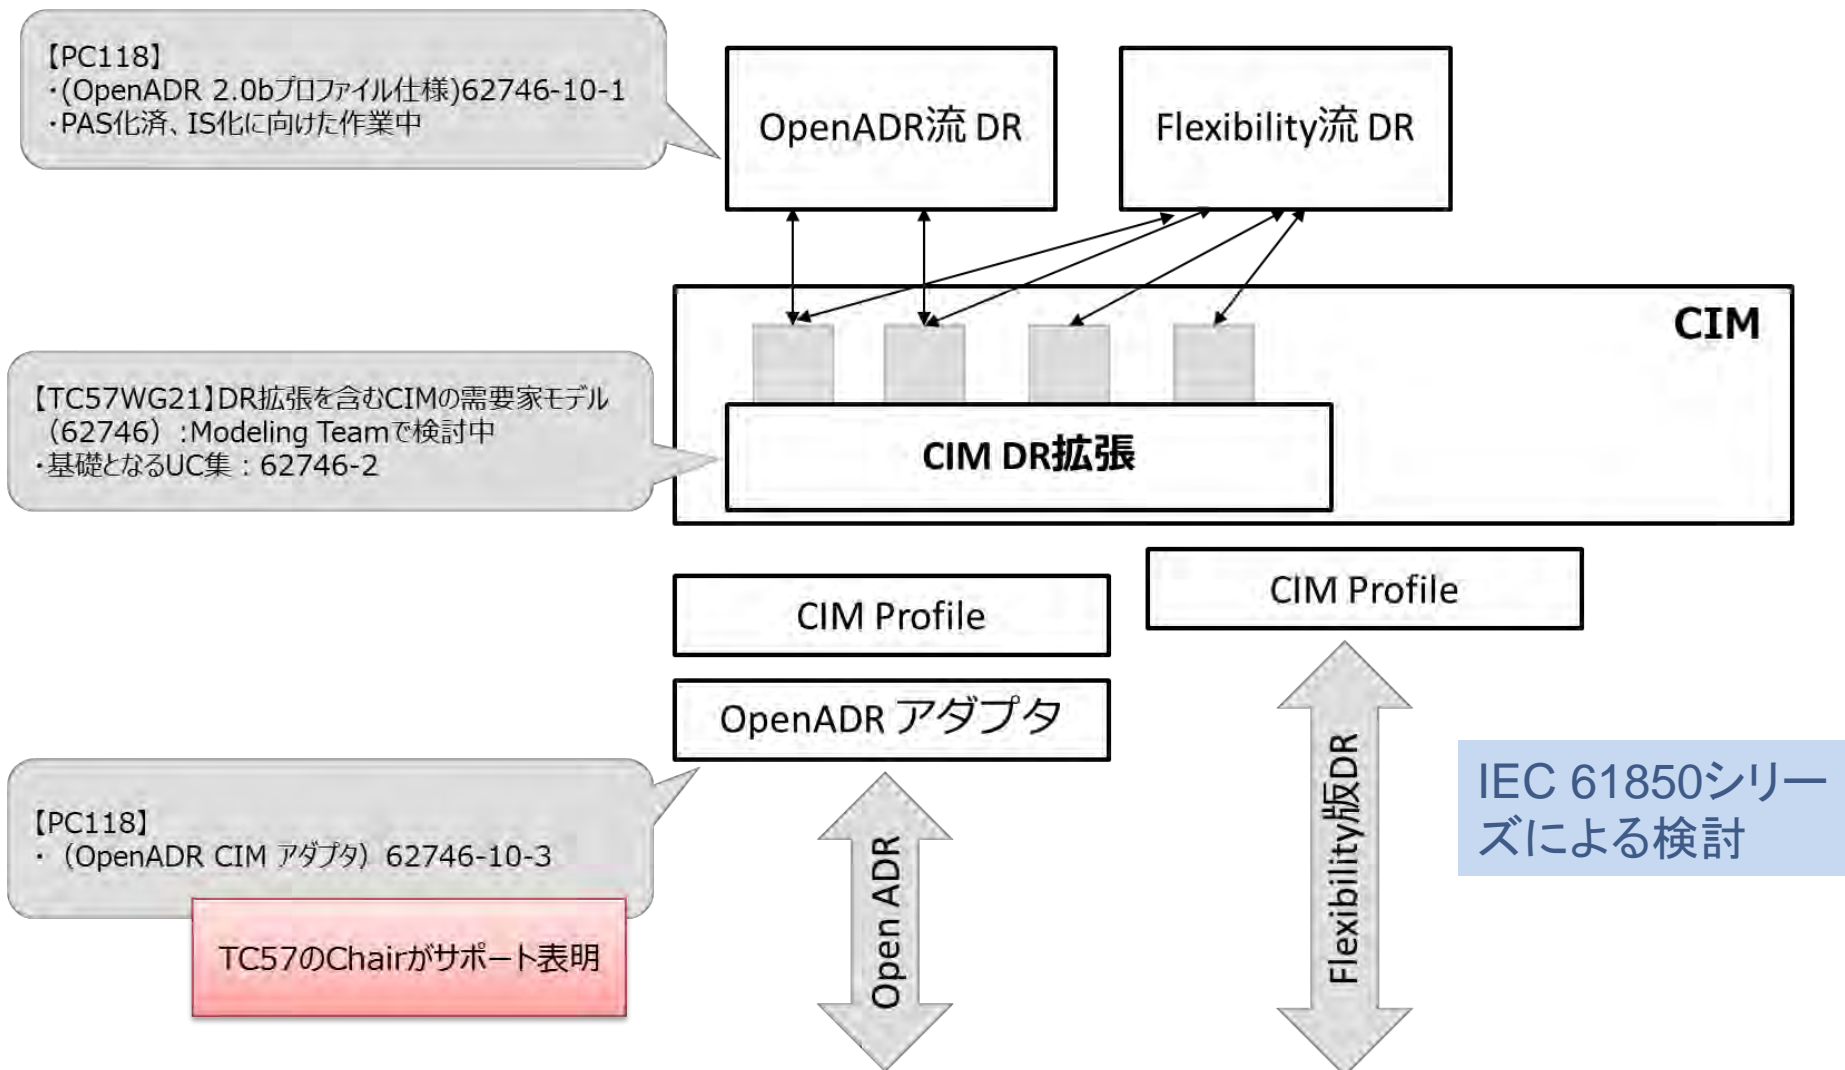 【PC118】
・(OpenADR 2.0bプロファイル仕様)62746-10-1
・PAS化済、IS化に向けた作業中
OpenADR流 DR
Flexibility流 DR
CIM
【TC57WG21】DR拡張を含むCIMの需要家モデル
（62746）:Modeling Teamで検討中
・基礎となるUC集：62746-2
CIM DR拡張
CIM Profile
CIM Profile
OpenADR アダプタ
【PC118】
・（OpenADR CIM アダプタ）62746-10-3
TC57のChairがサポート表明
Open ADR
Flexibility版DR
IEC 61850シリー
ズによる検討